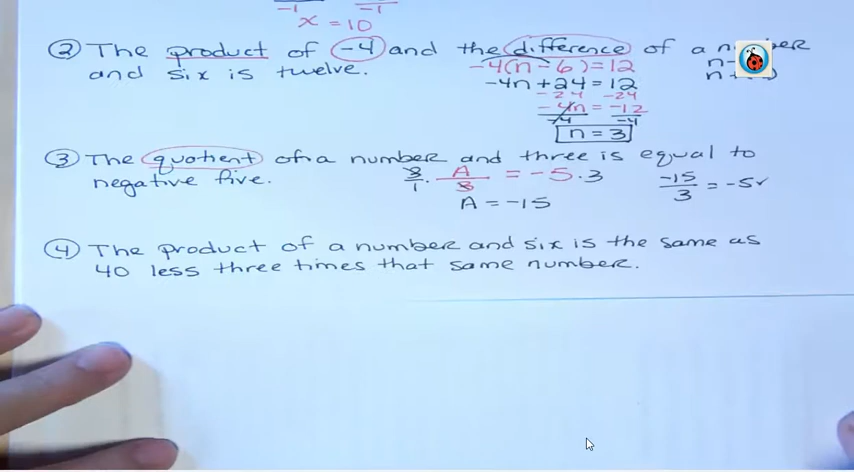 -1 -1
x = 10
② The product of -4 and the difference of a
and six is twelve.
-4(n - 6) = 12
-4n + 24 = 12
-24 -24
-4n = -12
-4 -4
n = 3
③ The quotient of a number and three is equal to
negative five.
A = -5 · 3
A = -15
-15/3 = -5✓
④ The product of a number and six is the same as
40 less three times that same number.